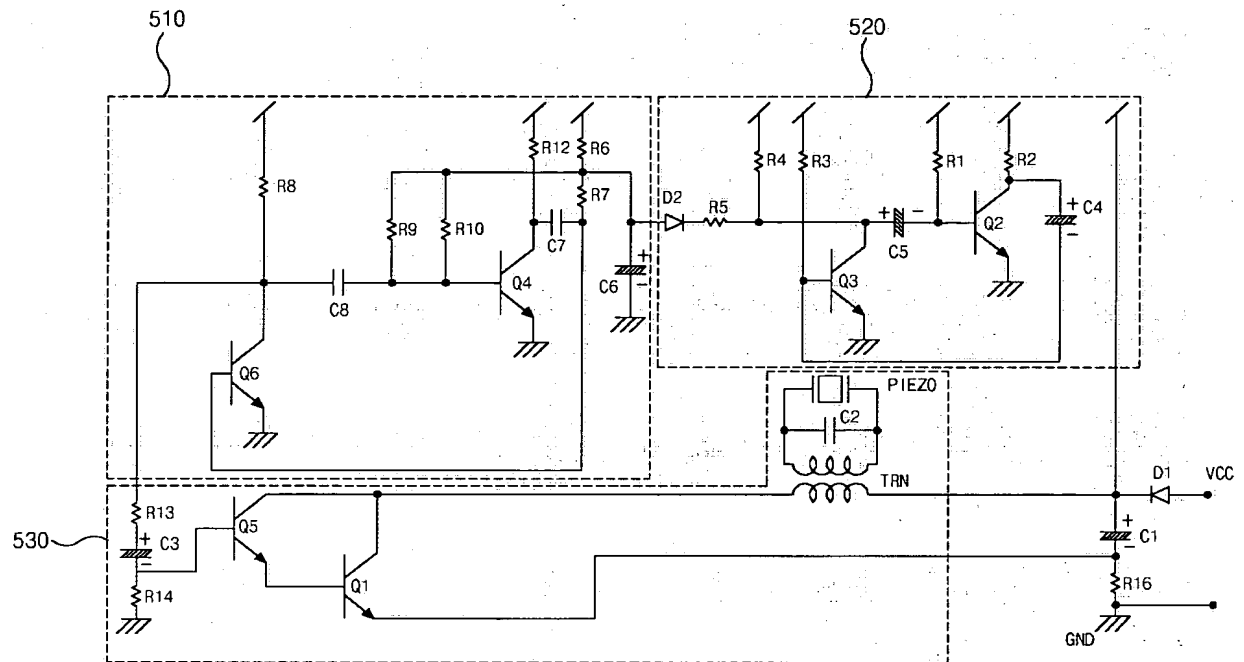 510
520
R8
R12
R6
R7
R9
R10
C7
Q4
C8
C6
+
-
Q6
D2
R5
R4
R3
R1
R2
+
-
C5
Q2
+
C4
-
Q3
PIEZO
C2
TRN
D1
VCC
530
R13
+
C3
-
R14
Q5
Q1
+
C1
-
R16
GND